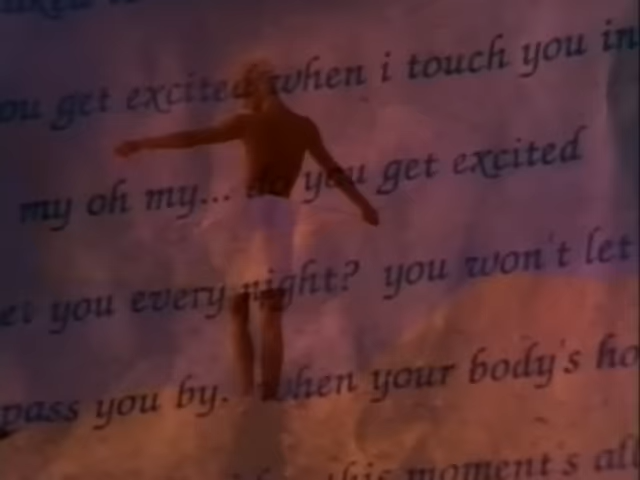 ou get excited when i touch you in
my oh my... do you get excited
you every night? you won't let
pass you by. when your body's ho
this moment's all